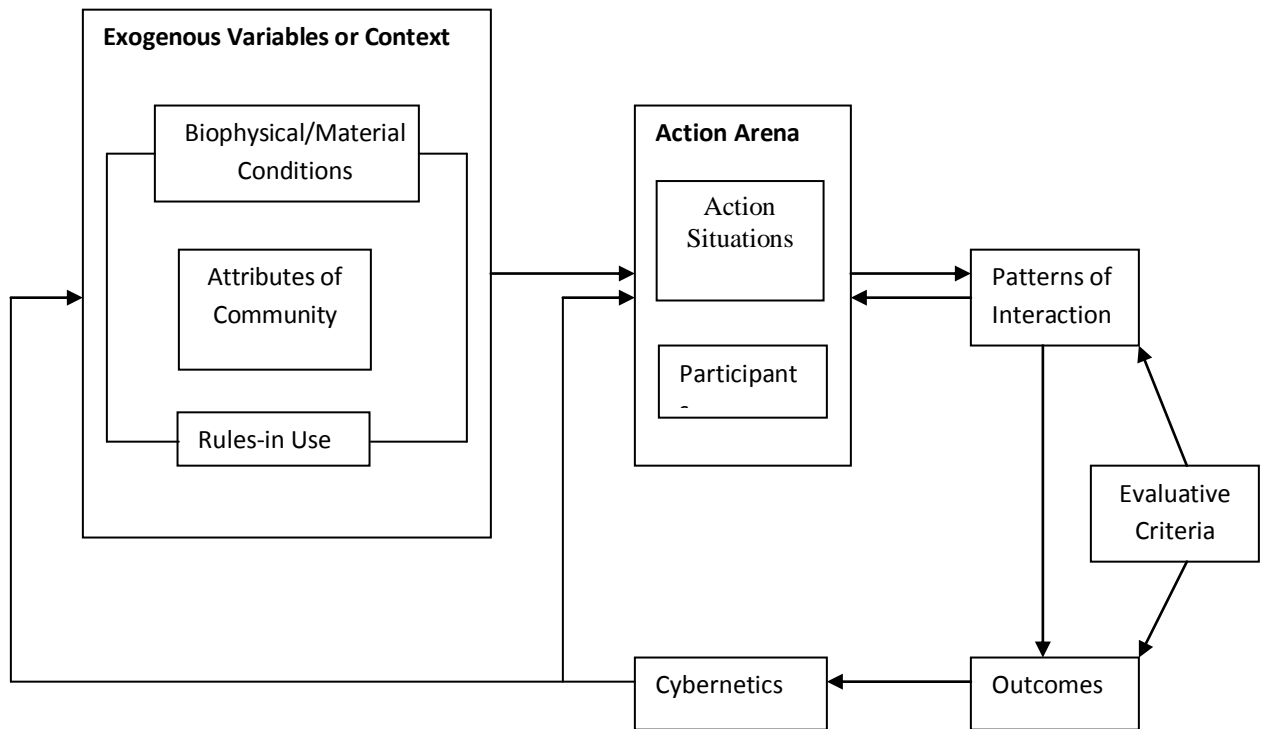 Exogenous Variables or Context
Biophysical/Material
Conditions
Attributes of
Community
Rules-in Use
Action Arena
Action
Situations
Participant
Patterns of
Interaction
Evaluative
Criteria
Cybernetics
Outcomes